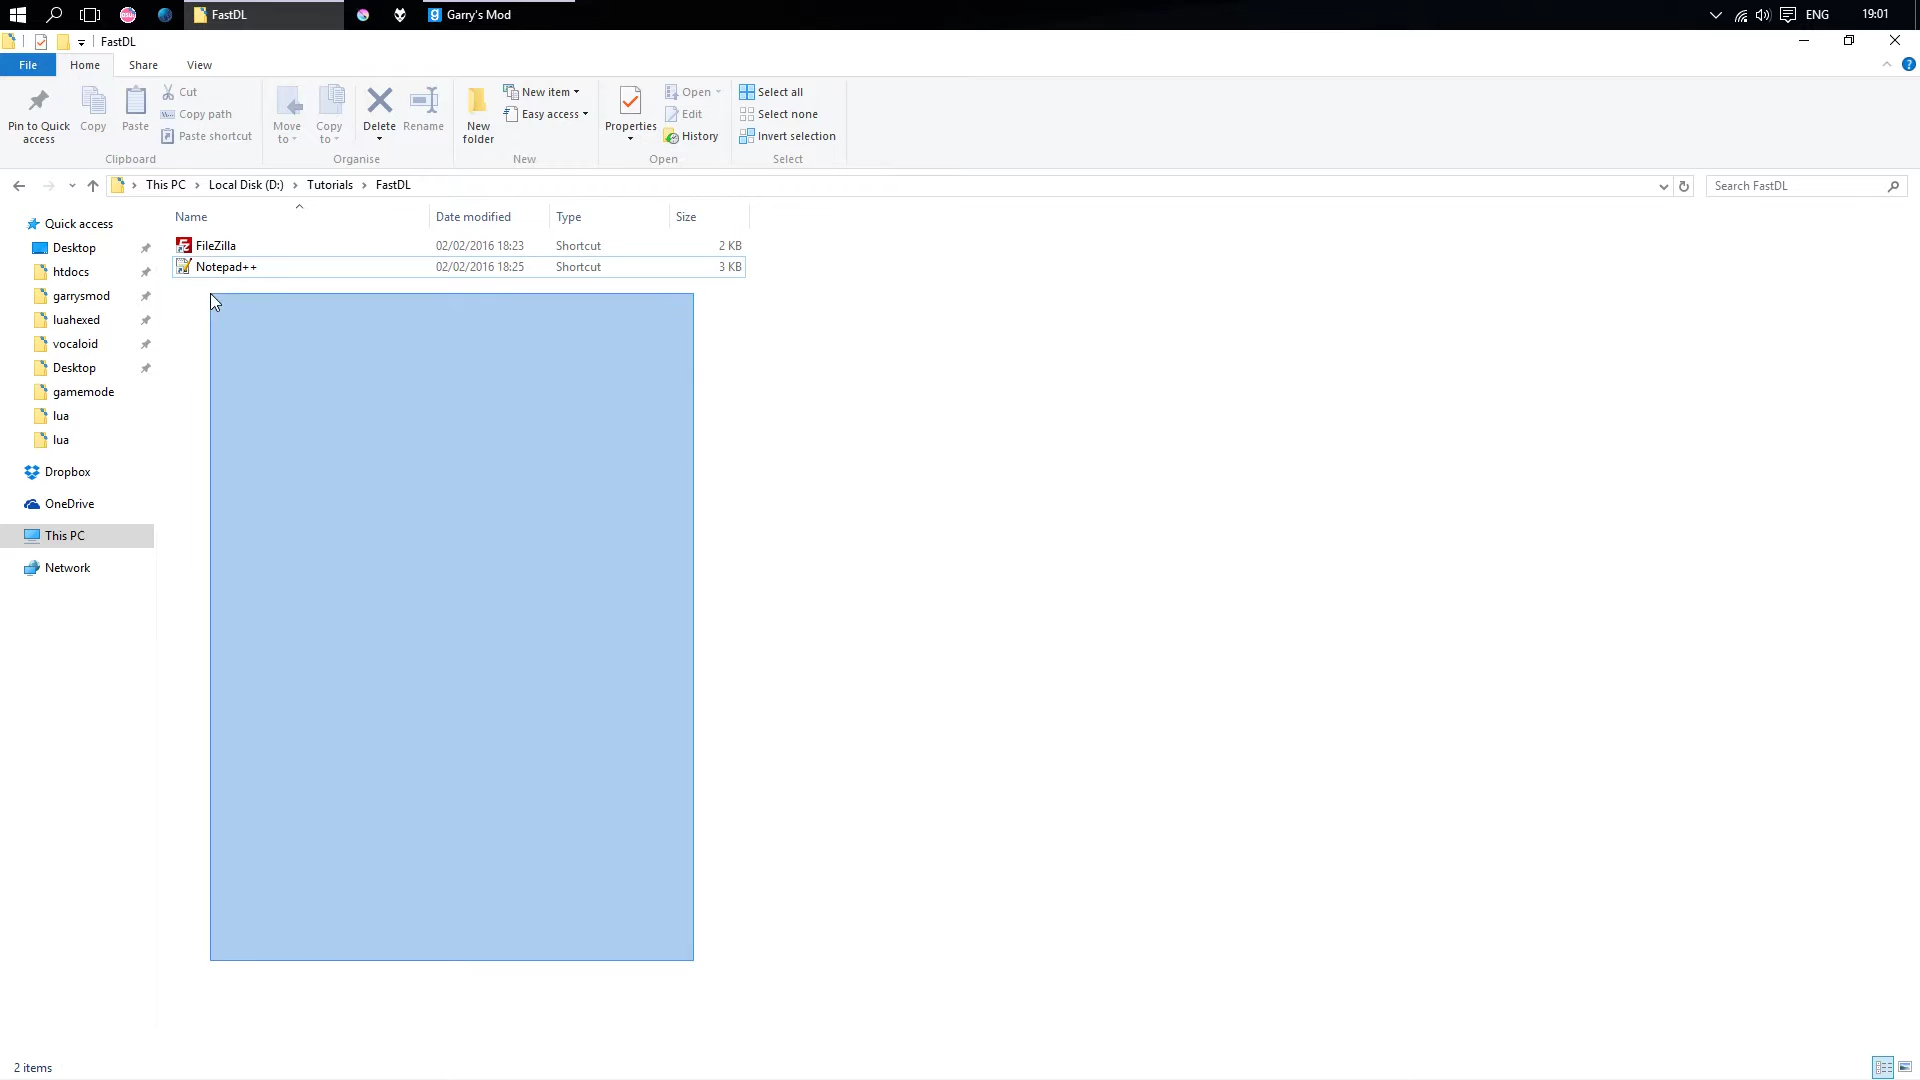 FastDL
Garry's Mod
ENG
19:01
FastDL
File
Home
Share
View
Pin to Quick access
Copy
Paste
Cut
Copy path
Paste shortcut
Clipboard
Move to
Copy to
Delete
Rename
Organise
New folder
New item
Easy access
New
Properties
Open
Edit
History
Open
Select all
Select none
Invert selection
Select
This PC > Local Disk (D:) > Tutorials > FastDL
Search FastDL
Quick access
Desktop
htdocs
garrysmod
luahexed
vocaloid
Desktop
gamemode
lua
lua
Dropbox
OneDrive
This PC
Network
Name Date modified Type Size
FileZilla 02/02/2016 18:23 Shortcut 2 KB
Notepad++ 02/02/2016 18:25 Shortcut 3 KB
2 items